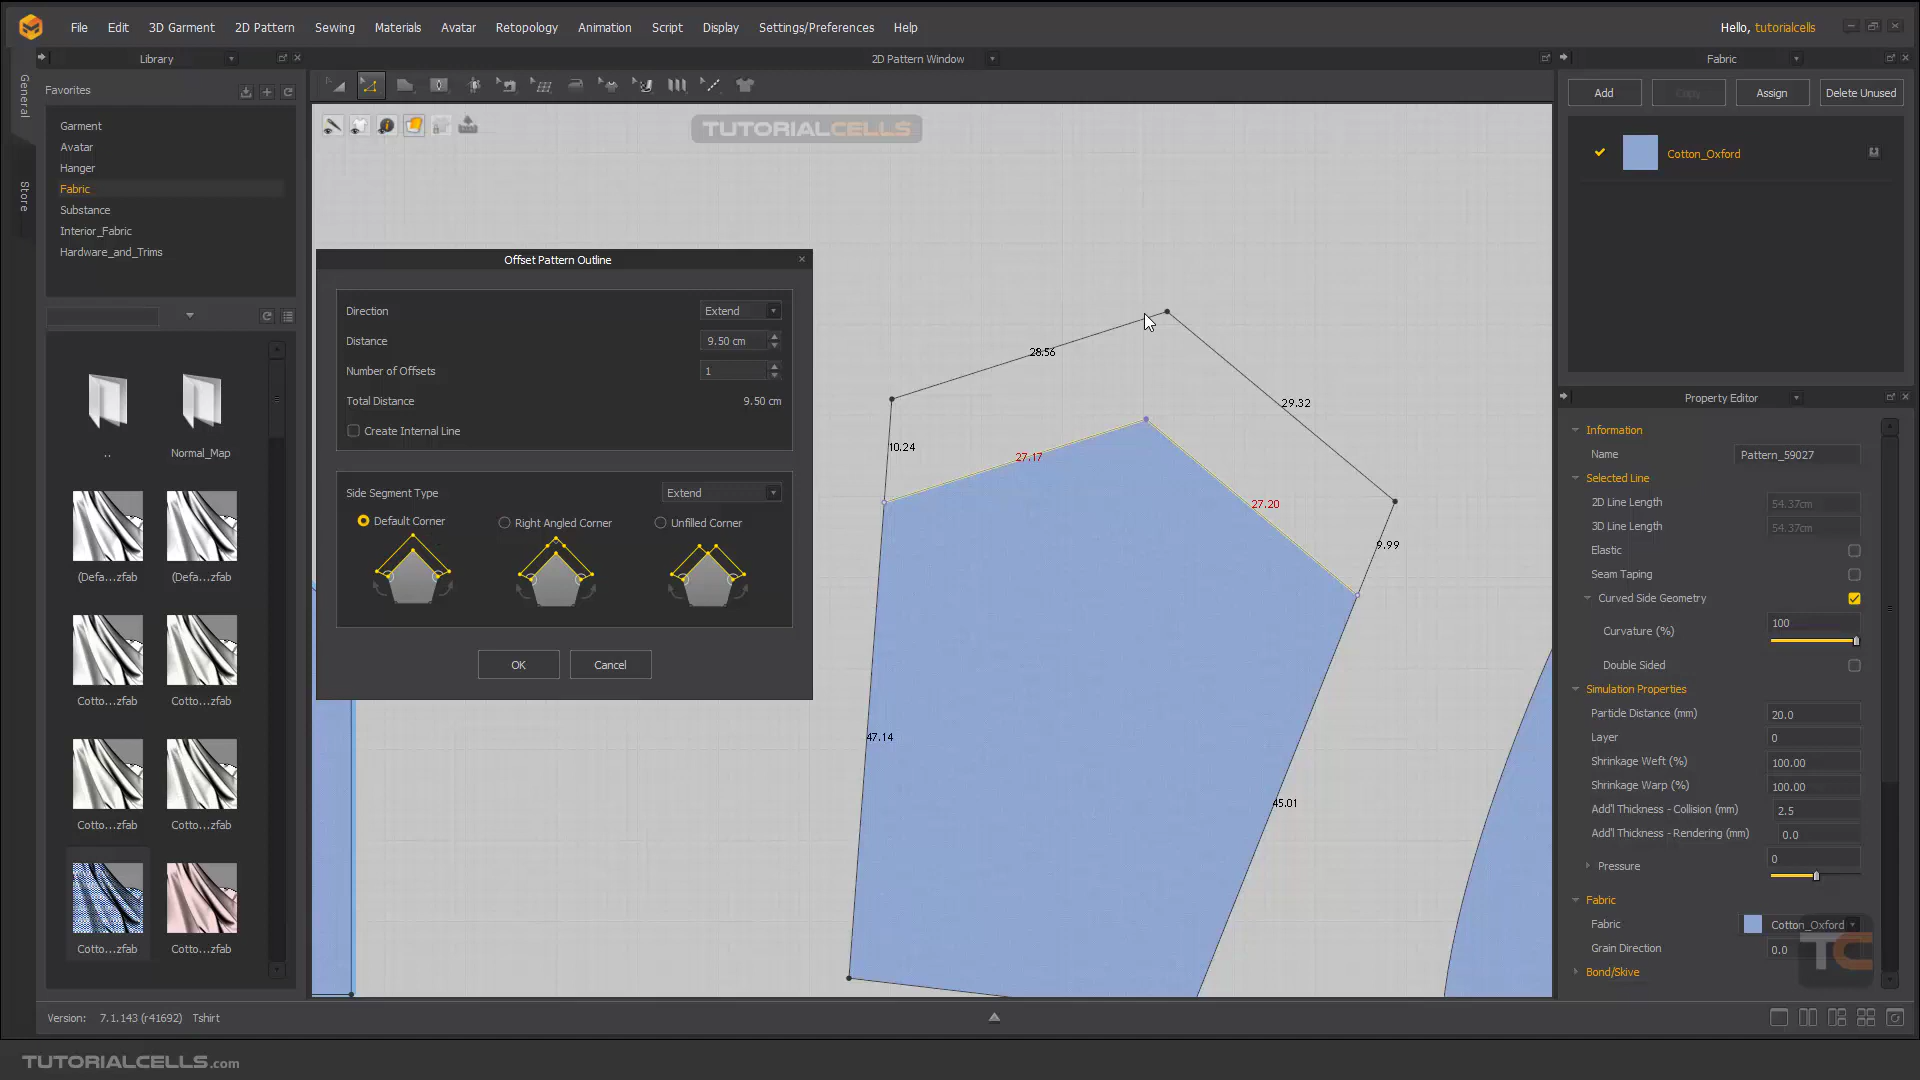 File Edit 3D Garment 2D Pattern Sewing Materials Avatar Retopology Animation Script Display Settings/Preferences Help
Hello, tutorialcells
Library
2D Pattern Window
Fabric
General
Store
Favorites
Garment
Avatar
Hanger
Fabric
Substance
Interior_Fabric
Hardware_and_Trims
..
Normal_Map
(Defa...zfab
(Defa...zfab
Cotto...zfab
Cotto...zfab
Cotto...zfab
Cotto...zfab
Cotto...zfab
Cotto...zfab
TUTORIALCELLS
Offset Pattern Outline
Direction Extend
Distance 9.50 cm
Number of Offsets 1
Total Distance 9.50 cm
Create Internal Line
Side Segment Type Extend
Default Corner Right Angled Corner Unfilled Corner
OK Cancel
28.56
29.32
10.24
27.17
27.20
9.99
47.14
45.01
Add Copy Assign Delete Unused
Cotton_Oxford
Property Editor
Information
Name Pattern_59027
Selected Line
2D Line Length 54.37cm
3D Line Length 54.37cm
Elastic
Seam Taping
Curved Side Geometry
Curvature (%) 100
Double Sided
Simulation Properties
Particle Distance (mm) 20.0
Layer 0
Shrinkage Weft (%) 100.00
Shrinkage Warp (%) 100.00
Add'l Thickness - Collision (mm) 2.5
Add'l Thickness - Rendering (mm) 0.0
Pressure 0
Fabric
Fabric Cotton_Oxford
Grain Direction 0.0
Bond/Skive
TC
Version: 7.1.143 (r41692) Tshirt
TUTORIALCELLS.com